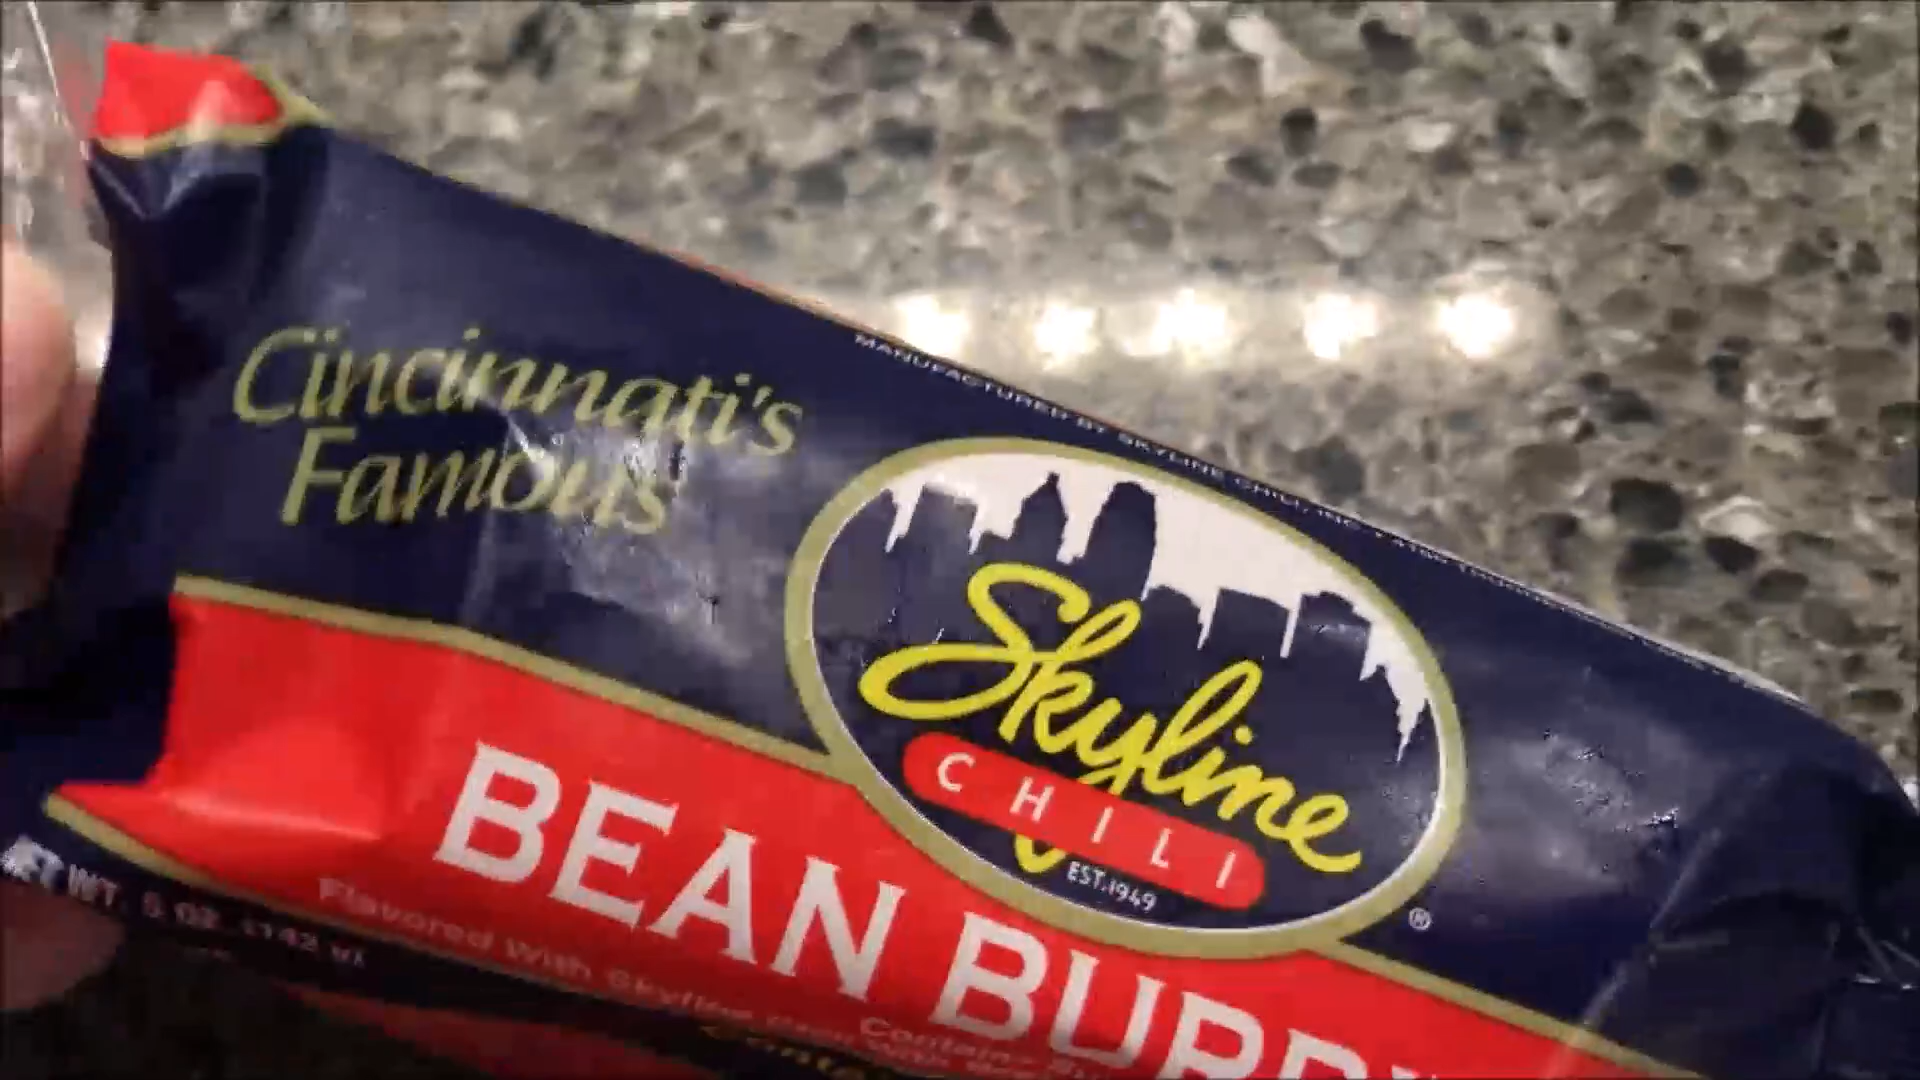 Cincinnati's
Famous
MANUFACTURED BY SKYLINE CHILI, INC.
Skyline
CHILI
EST.1949
®
BEAN BURR
NET WT. 5 OZ. (142 g)
Flavored With Skyline
Contains